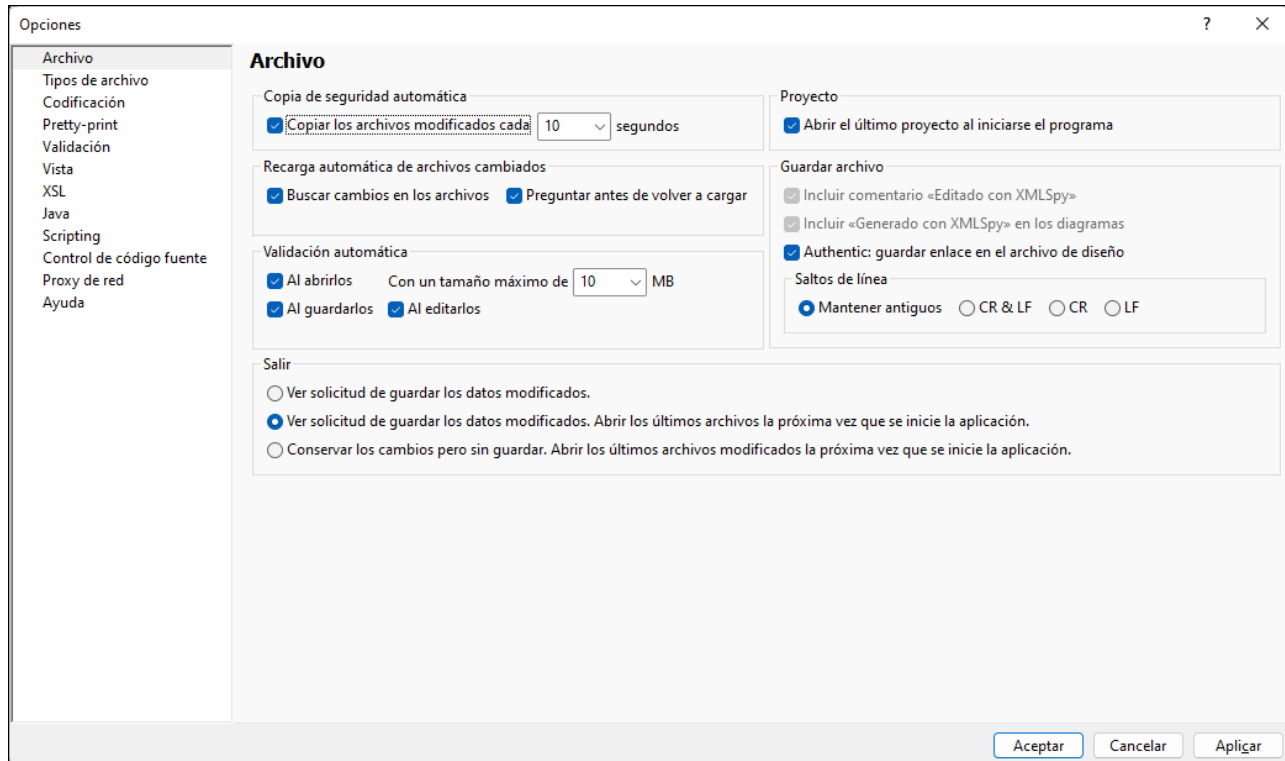 Opciones
Archivo
Tipos de archivo
Codificación
Pretty-print
Validación
Vista
XSL
Java
Scripting
Control de código fuente
Proxy de red
Ayuda
Archivo
Copia de seguridad automática
Copiar los archivos modificados cada 10 segundos
Recarga automática de archivos cambiados
Buscar cambios en los archivos Preguntar antes de volver a cargar
Validación automática
Al abrirlos Con un tamaño máximo de 10 MB
Al guardarlos Al editarlos
Proyecto
Abrir el último proyecto al iniciarse el programa
Guardar archivo
Incluir comentario «Editado con XMLSpy»
Incluir «Generado con XMLSpy» en los diagramas
Authentic: guardar enlace en el archivo de diseño
Saltos de línea
Mantener antiguos CR & LF CR LF
Salir
Ver solicitud de guardar los datos modificados.
Ver solicitud de guardar los datos modificados. Abrir los últimos archivos la próxima vez que se inicie la aplicación.
Conservar los cambios pero sin guardar. Abrir los últimos archivos modificados la próxima vez que se inicie la aplicación.
Aceptar Cancelar Aplicar